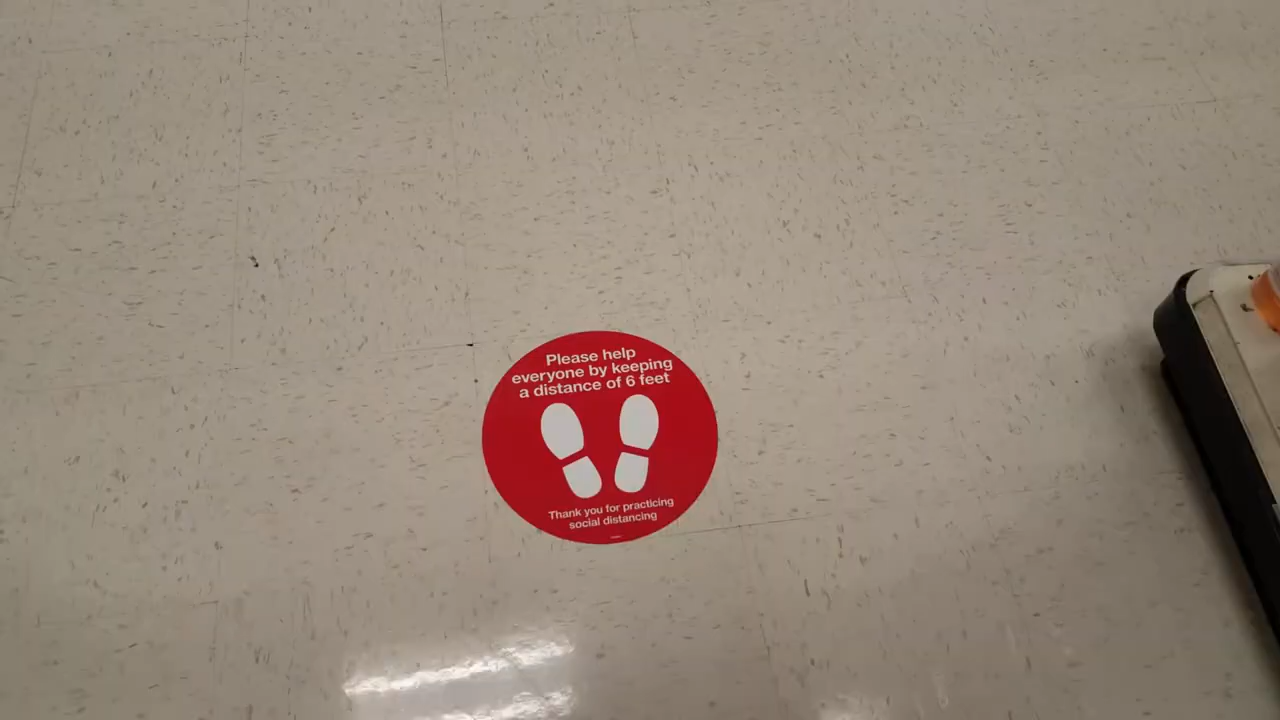 Please help
everyone by keeping
a distance of 6 feet
Thank you for practicing
social distancing